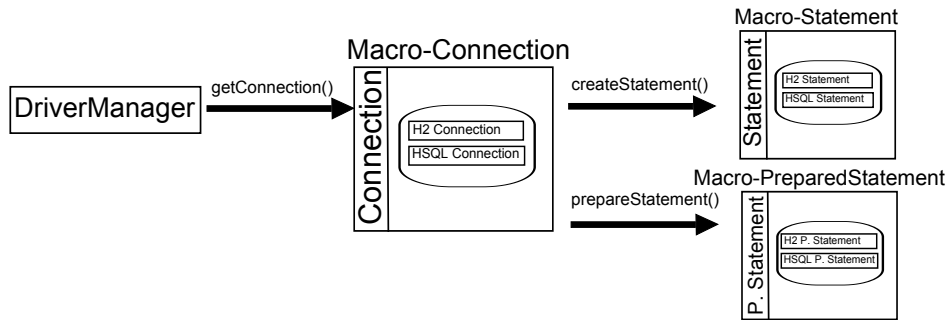 Macro-Statement
Statement
H2 Statement
HSQL Statement
Macro-Connection
Connection
H2 Connection
HSQL Connection
DriverManager
getConnection()
createStatement()
prepareStatement()
Macro-PreparedStatement
P. Statement
H2 P. Statement
HSQL P. Statement